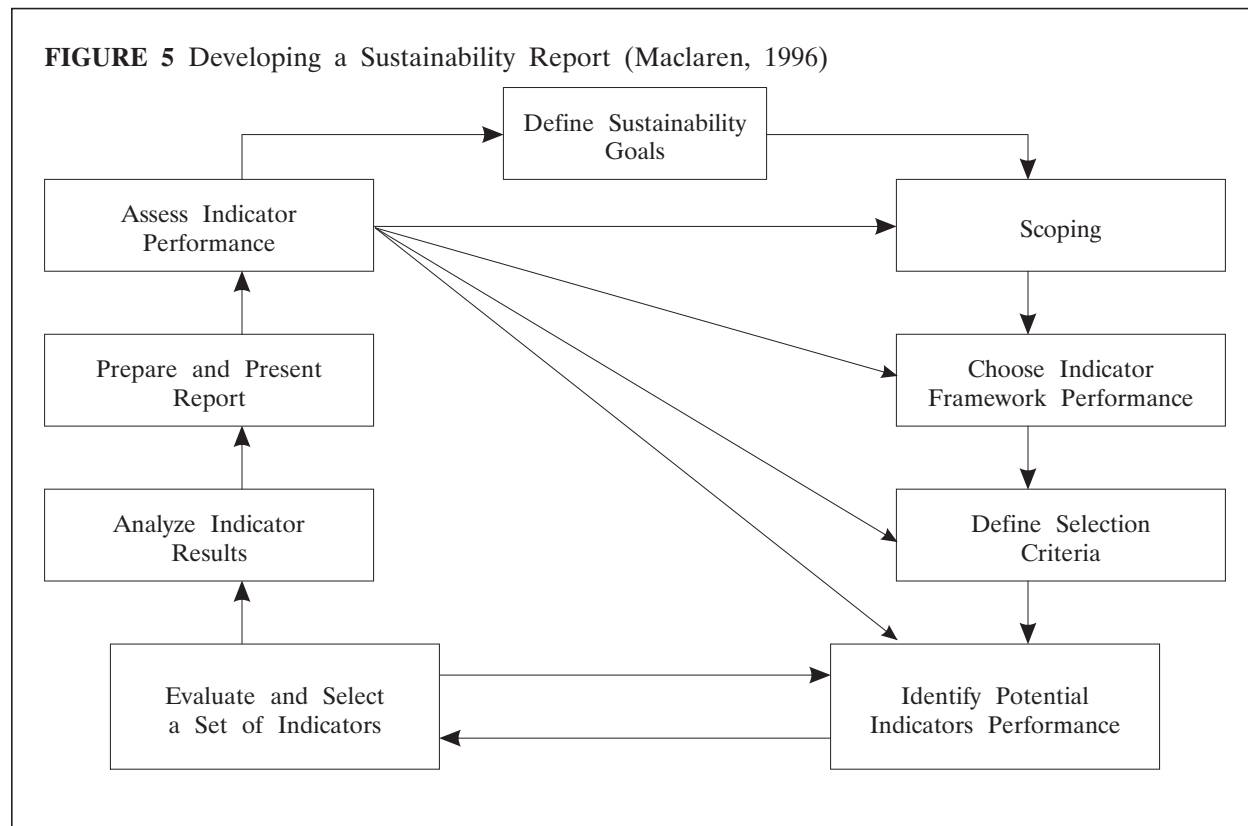 FIGURE 5 Developing a Sustainability Report (Maclaren, 1996)
Define Sustainability
Goals
Assess Indicator
Performance
Scoping
Prepare and Present
Report
Choose Indicator
Framework Performance
Analyze Indicator
Results
Define Selection
Criteria
Evaluate and Select
a Set of Indicators
Identify Potential
Indicators Performance